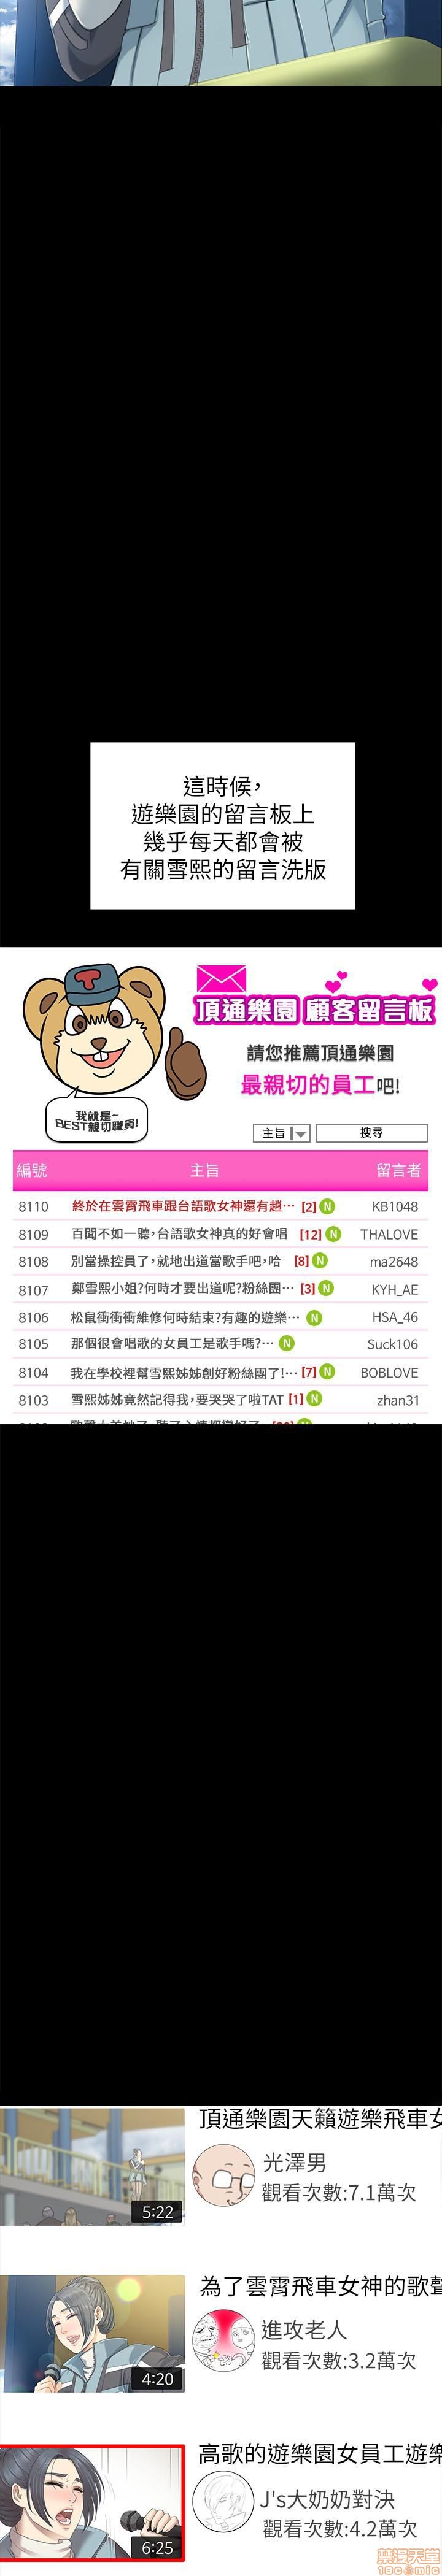 這時候，
遊樂園的留言板上
幾乎每天都會被
有關雪熙的留言洗版
T
頂通樂園 顧客留言板
請您推薦頂通樂園
最親切的員工吧!
我就是~
BEST親切職員!
主旨 搜尋
編號 主旨 留言者
8110 終於在雲霄飛車跟台語歌女神還有趙… [2] N KB1048
8109 百聞不如一聽，台語歌女神真的好會唱 [12] N THALOVE
8108 別當操控員了，就地出道當歌手吧，哈 [8] N ma2648
8107 鄭雪熙小姐?何時才要出道呢?粉絲團… [3] N KYH_AE
8106 松鼠衝衝衝維修何時結束?有趣的遊樂… N HSA_46
8105 那個很會唱歌的女員工是歌手嗎?… N Suck106
8104 我在學校裡幫雪熙姊姊創好粉絲團了!… [7] N BOBLOVE
8103 雪熙姊姊竟然記得我，要哭哭了啦TAT [1] N zhan31
頂通樂園天籟遊樂飛車女
光澤男
觀看次數:7.1萬次
5:22
為了雲霄飛車女神的歌聲
進攻老人
觀看次數:3.2萬次
4:20
高歌的遊樂園女員工遊樂
J's大奶奶對決
觀看次數:4.2萬次
6:25
禁漫天堂
18comic